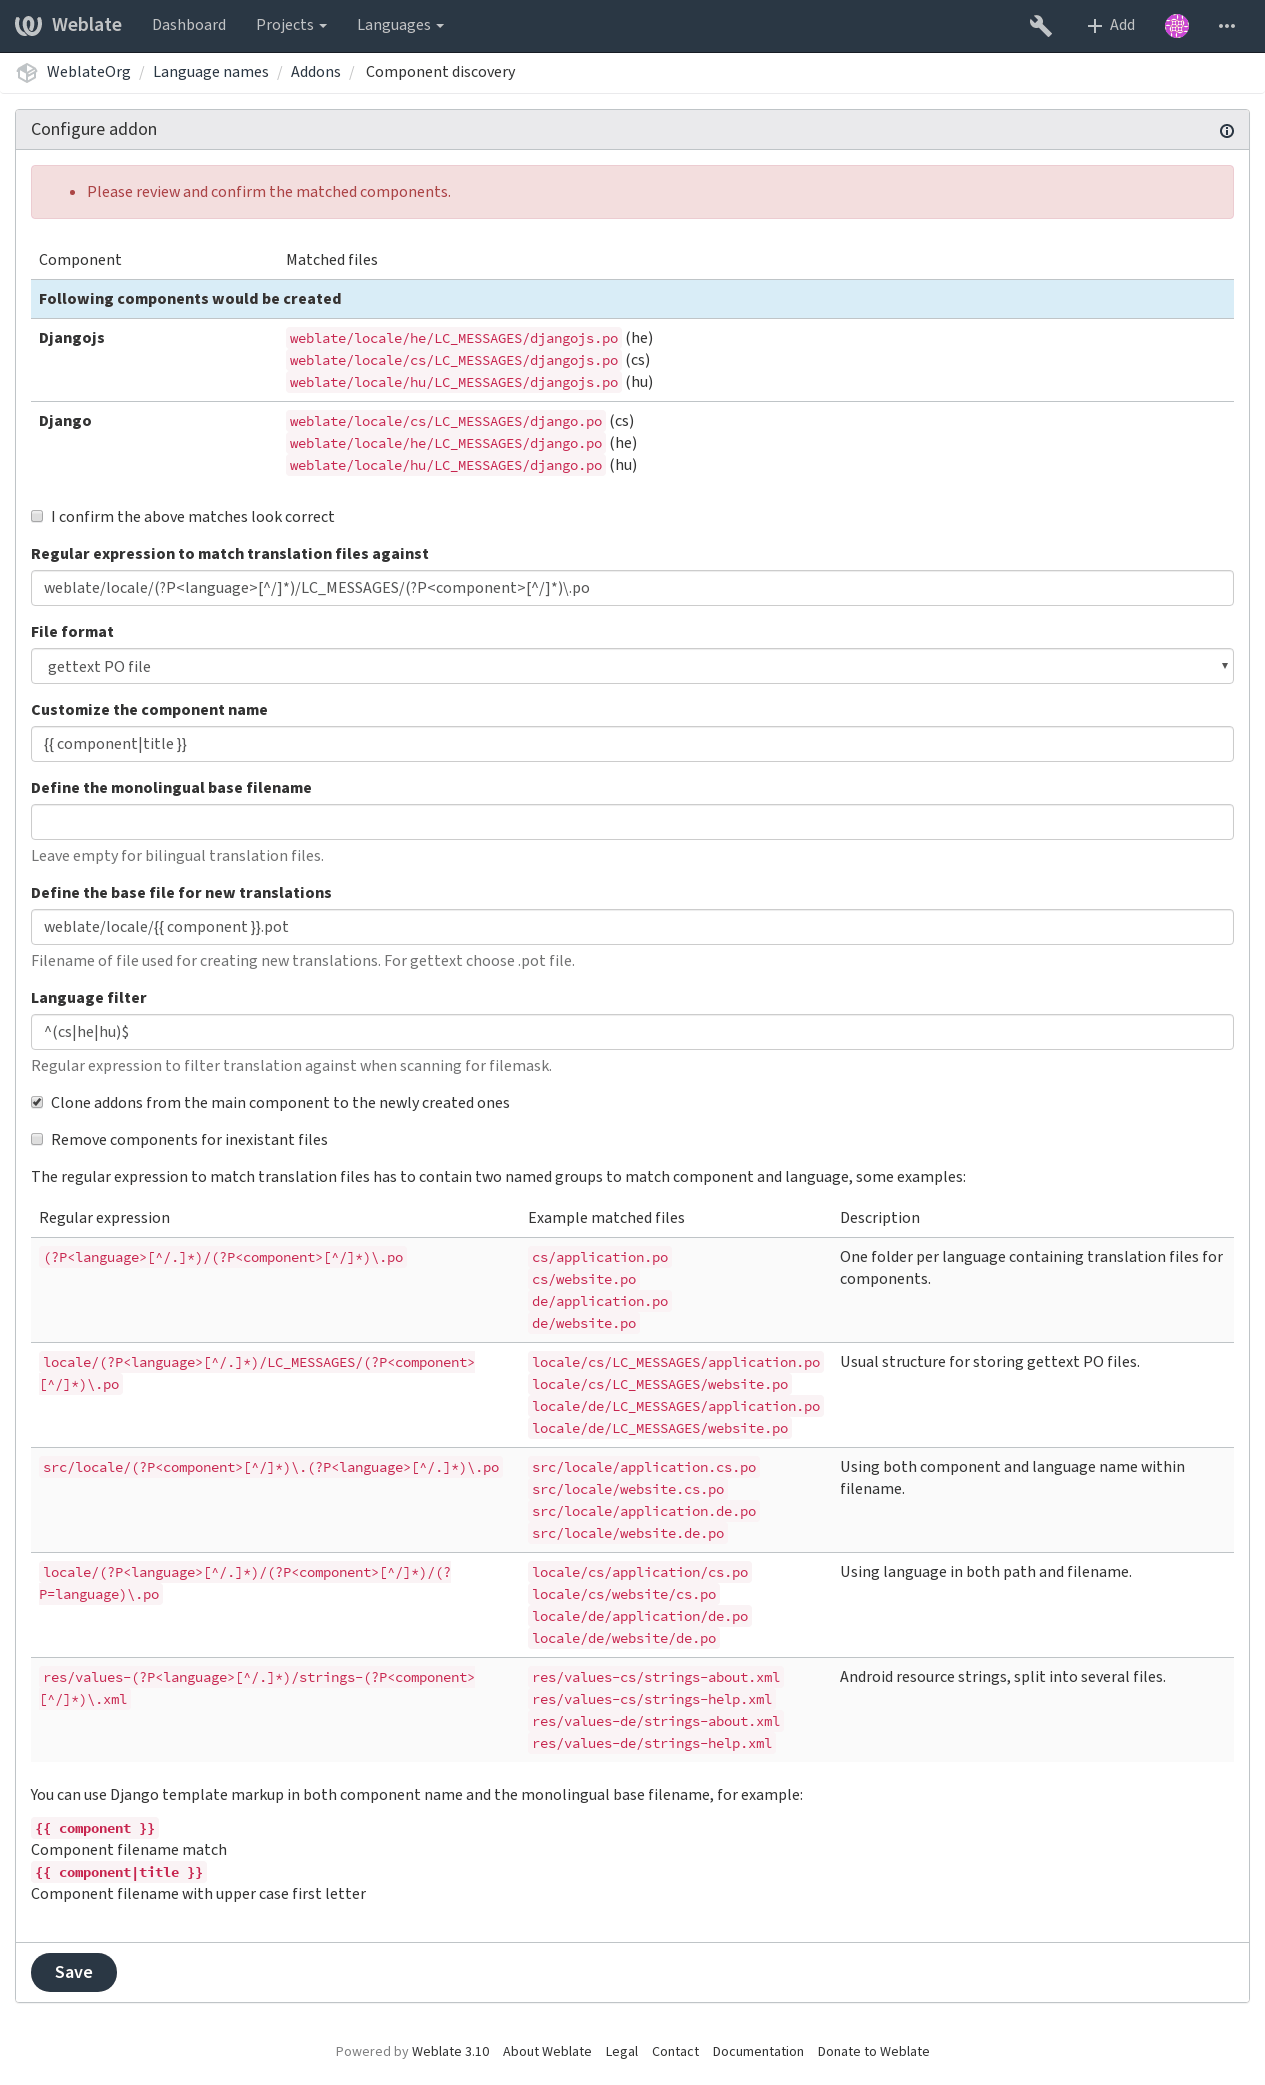 Weblate Dashboard Projects Languages Add
WeblateOrg / Language names / Addons / Component discovery
Configure addon
• Please review and confirm the matched components.
Component Matched files
Following components would be created
Djangojs weblate/locale/he/LC_MESSAGES/djangojs.po (he)
weblate/locale/cs/LC_MESSAGES/djangojs.po (cs)
weblate/locale/hu/LC_MESSAGES/djangojs.po (hu)
Django weblate/locale/cs/LC_MESSAGES/django.po (cs)
weblate/locale/he/LC_MESSAGES/django.po (he)
weblate/locale/hu/LC_MESSAGES/django.po (hu)
I confirm the above matches look correct
Regular expression to match translation files against
weblate/locale/(?P<language>[^/]*)/LC_MESSAGES/(?P<component>[^/]*)\.po
File format
gettext PO file
Customize the component name
{{ component|title }}
Define the monolingual base filename
Leave empty for bilingual translation files.
Define the base file for new translations
weblate/locale/{{ component }}.pot
Filename of file used for creating new translations. For gettext choose .pot file.
Language filter
^(cs|he|hu)$
Regular expression to filter translation against when scanning for filemask.
Clone addons from the main component to the newly created ones
Remove components for inexistant files
The regular expression to match translation files has to contain two named groups to match component and language, some examples:
Regular expression Example matched files Description
(?P<language>[^/.]*)/(?P<component>[^/]*)\.po cs/application.po One folder per language containing translation files for
cs/website.po components.
de/application.po
de/website.po
locale/(?P<language>[^/.]*)/LC_MESSAGES/(?P<component> locale/cs/LC_MESSAGES/application.po Usual structure for storing gettext PO files.
[^/]*)\.po locale/cs/LC_MESSAGES/website.po
locale/de/LC_MESSAGES/application.po
locale/de/LC_MESSAGES/website.po
src/locale/(?P<component>[^/]*)\.(?P<language>[^/.]*)\.po src/locale/application.cs.po Using both component and language name within
src/locale/website.cs.po filename.
src/locale/application.de.po
src/locale/website.de.po
locale/(?P<language>[^/.]*)/(?P<component>[^/]*)/(? locale/cs/application/cs.po Using language in both path and filename.
P=language)\.po locale/cs/website/cs.po
locale/de/application/de.po
locale/de/website/de.po
res/values-(?P<language>[^/.]*)/strings-(?P<component> res/values-cs/strings-about.xml Android resource strings, split into several files.
[^/]*)\.xml res/values-cs/strings-help.xml
res/values-de/strings-about.xml
res/values-de/strings-help.xml
You can use Django template markup in both component name and the monolingual base filename, for example:
{{ component }}
Component filename match
{{ component|title }}
Component filename with upper case first letter
Save
Powered by Weblate 3.10 About Weblate Legal Contact Documentation Donate to Weblate